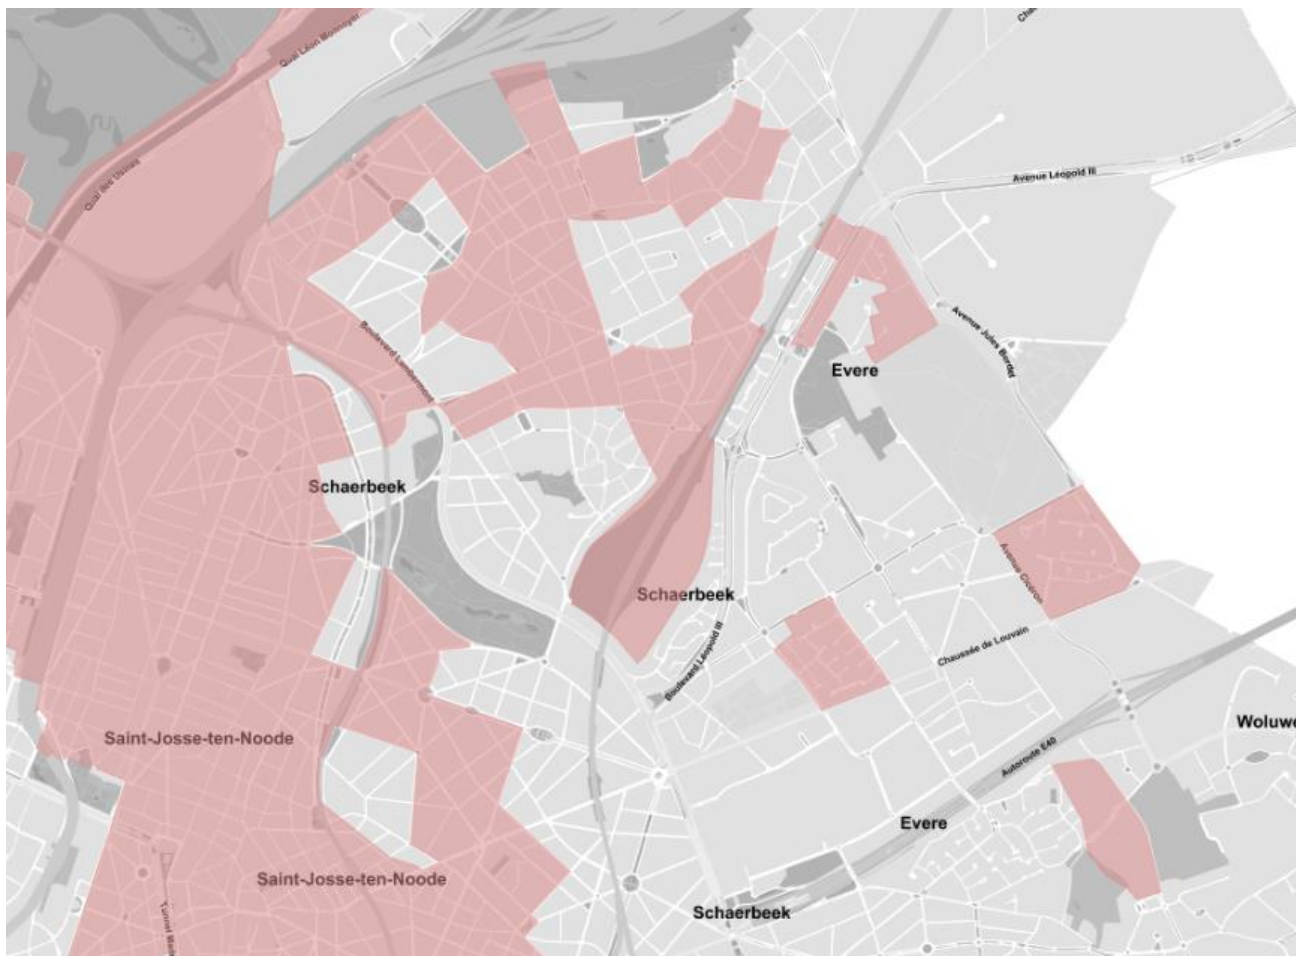 Quai Léon Monnoyer
Cha
Quai des Usines
Avenue Léopold III
Boulevard Lambermont
Avenue Jules Bordet
Evere
Schaerbeek
Avenue Cicéron
Schaerbeek
Boulevard Léopold III
Chaussée de Louvain
Woluwe
Saint-Josse-ten-Noode
Autoroute E40
Evere
Saint-Josse-ten-Noode
Schaerbeek
Tunnel